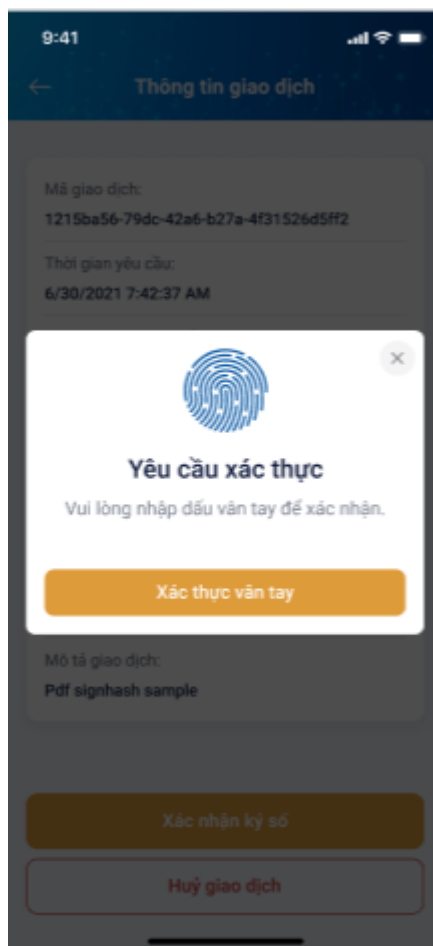 9:41
Thông tin giao dịch
Mã giao dịch:
1215ba56-79dc-42a6-b27a-4f31526d5ff2
Thời gian yêu cầu:
6/30/2021 7:42:37 AM
Yêu cầu xác thực
Vui lòng nhập dấu vân tay để xác nhận.
Xác thực vân tay
Mô tả giao dịch:
Pdf signhash sample
Xác nhận ký số
Huỷ giao dịch